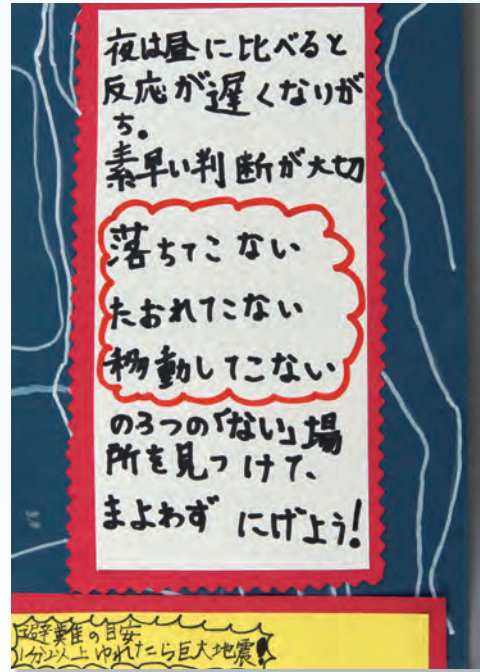 夜は昼に比べると
反応が遅くなりが
ち。
素早い判断が大切
落ちてこない
たおれてこない
移動してこない
の3つの「ない」場
所を見つけて、
まよわず にげよう!
避難の目安
1分以上ゆれたら巨大地震!